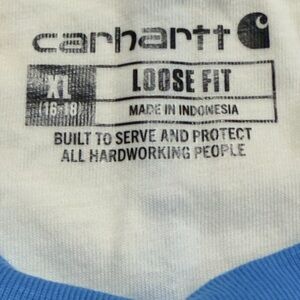 carhartt
XL LOOSE FIT
(16-18) MADE IN INDONESIA
BUILT TO SERVE AND PROTECT
ALL HARDWORKING PEOPLE